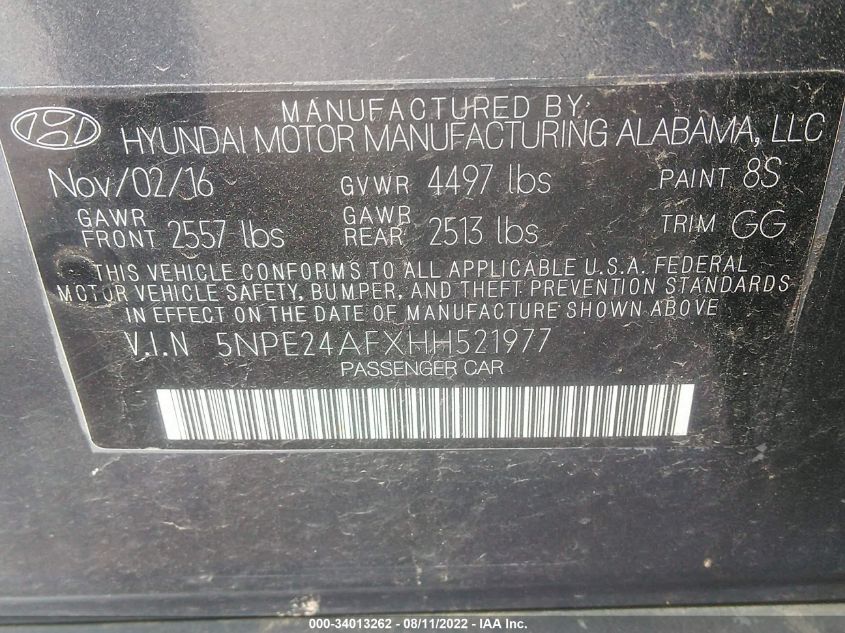 MANUFACTURED BY
HYUNDAI MOTOR MANUFACTURING ALABAMA, LLC
Nov/02/16 GVWR 4497 lbs PAINT 8S
GAWR FRONT 2557 lbs GAWR REAR 2513 lbs TRIM GG
THIS VEHICLE CONFORMS TO ALL APPLICABLE U.S.A. FEDERAL
MOTOR VEHICLE SAFETY, BUMPER, AND THEFT PREVENTION STANDARDS
IN EFFECT ON THE DATE OF MANUFACTURE SHOWN ABOVE
V.I.N 5NPE24AFXHH521977
PASSENGER CAR
000-34013262 - 08/11/2022 - IAA Inc.